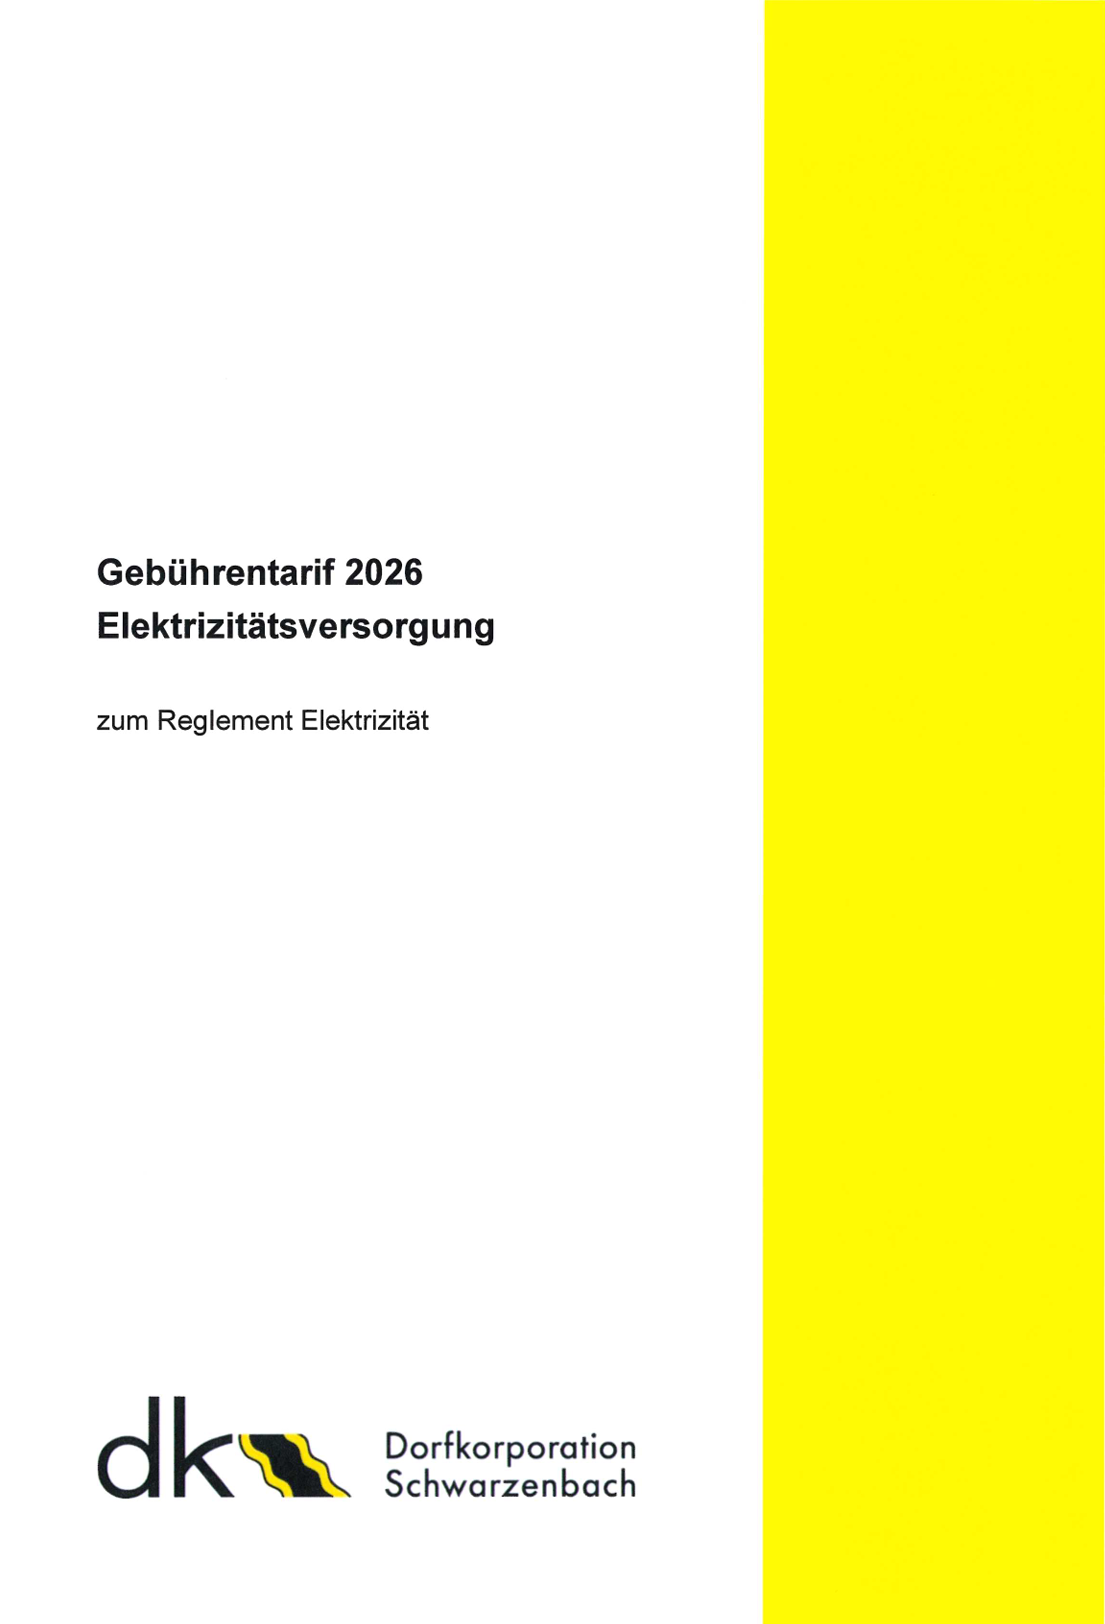 Gebührentarif 2026
Elektrizitätsversorgung
zum Reglement Elektrizität
dk
Dorfkorporation
Schwarzenbach